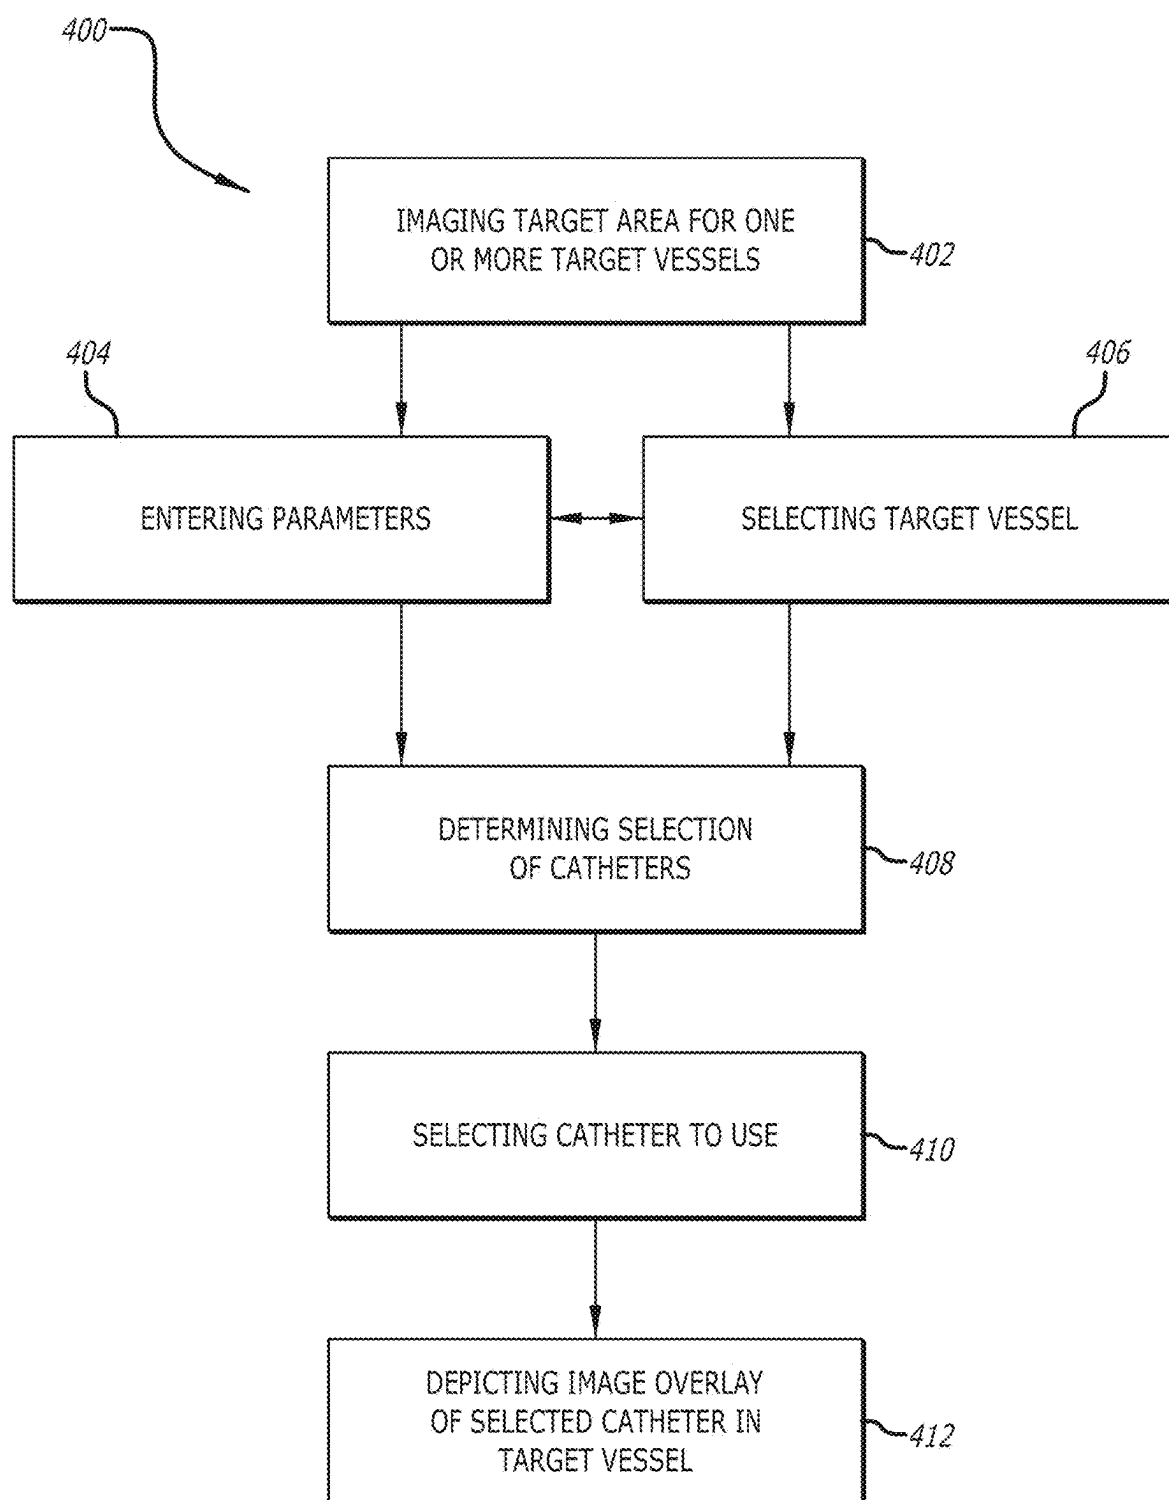 400
IMAGING TARGET AREA FOR ONE
OR MORE TARGET VESSELS
402
404
406
ENTERING PARAMETERS
SELECTING TARGET VESSEL
DETERMINING SELECTION
OF CATHETERS
408
SELECTING CATHETER TO USE
410
DEPICTING IMAGE OVERLAY
OF SELECTED CATHETER IN
TARGET VESSEL
412